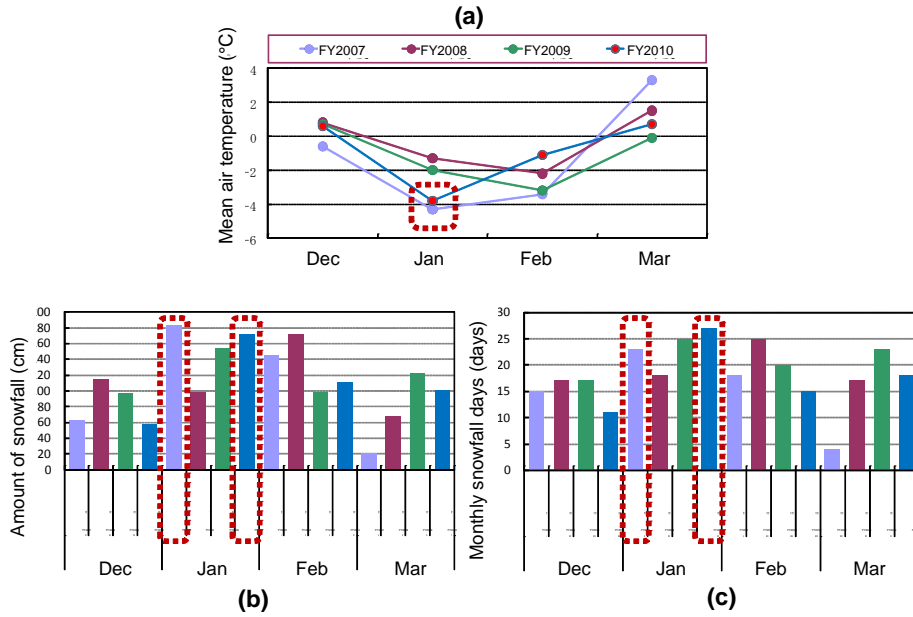 (a)
FY2007 FY2008 FY2009 FY2010
Mean air temperature (°C)
4
2
0
-2
-4
-6
Dec Jan Feb Mar
Amount of snowfall (cm)
00
80
60
40
20
00
80
60
40
20
0
Dec Jan Feb Mar
(b)
Monthly snowfall days (days)
30
25
20
15
10
5
0
Dec Jan Feb Mar
(c)